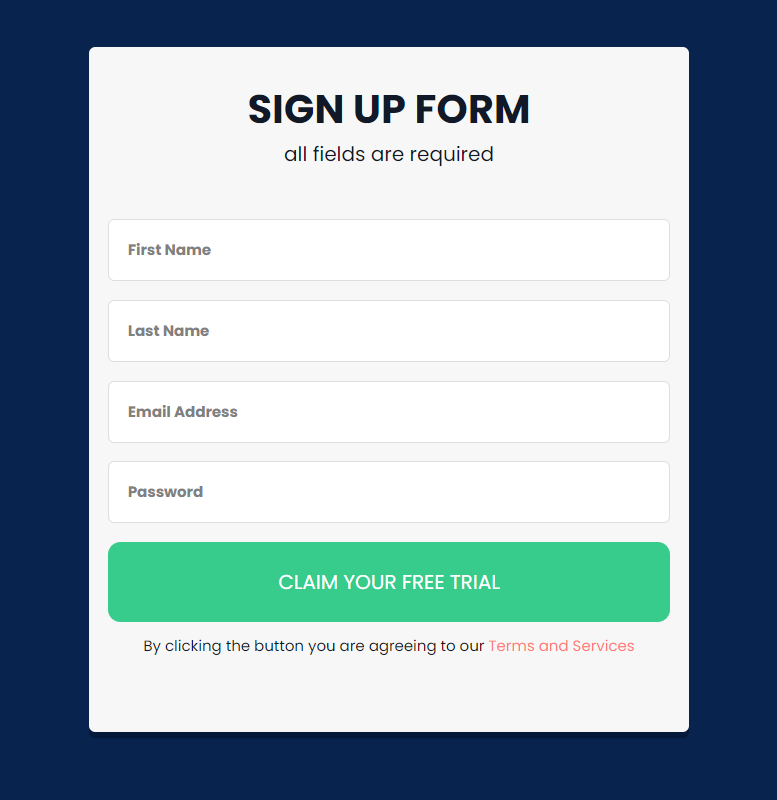 SIGN UP FORM
all fields are required
First Name
Last Name
Email Address
Password
CLAIM YOUR FREE TRIAL
By clicking the button you are agreeing to our Terms and Services